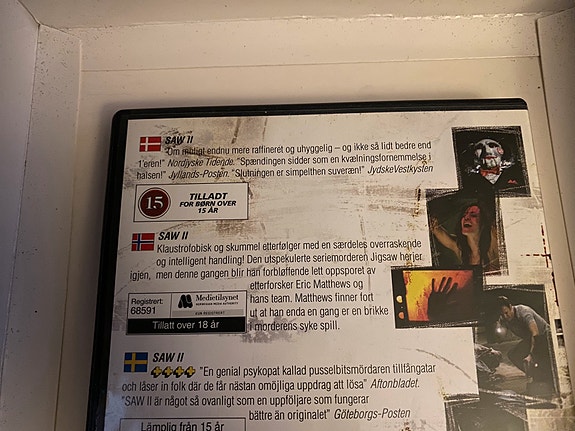 SAW II
Om muligt endnu mere raffineret og uhyggelig – og ikke så lidt bedre end
1'eren!" Nordjyske Tidende. "Spændingen sidder som en kvælningsfornemmelse i
halsen!" Jyllands-Posten. "Slutningen er simpelthen suveræn!" JydskeVestkysten
15
TILLADT
FOR BØRN OVER
15 ÅR
SAW II
Klaustrofobisk og skummel etterfølger med en særdeles overraskende
og intelligent handling! Den utspekulerte seriemorderen Jigsaw herjer
igjen, men denne gangen blir han forbløffende lett oppsporet av
etterforsker Eric Matthews og
hans team. Matthews finner fort
ut at han enda en gang er en brikke
i morderens syke spill.
Registrert:
68591
Medietilsynet
NORWEGIAN MEDIA AUTHORITY
KUN REGISTRERT
Tillatt over 18 år
SAW II
"En genial psykopat kallad pusselbitsmördaren tillfångatar
och låser in folk där de får nästan omöjliga uppdrag att lösa" Aftonbladet.
"SAW II är något så ovanligt som en uppföljare som fungerar
bättre än originalet" Göteborgs-Posten
Lämplig från 15 år